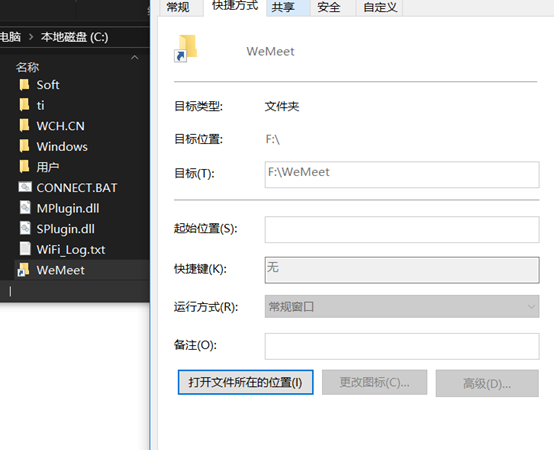 电脑 > 本地磁盘 (C:)
名称
Soft
ti
WCH.CN
Windows
用户
CONNECT.BAT
MPlugin.dll
SPlugin.dll
WiFi_Log.txt
WeMeet
常规 快捷方式 共享 安全 自定义
WeMeet
目标类型: 文件夹
目标位置: F:\
目标(T): F:\WeMeet
起始位置(S):
快捷键(K): 无
运行方式(R): 常规窗口
备注(O):
打开文件所在的位置(I) 更改图标(C)... 高级(D)...